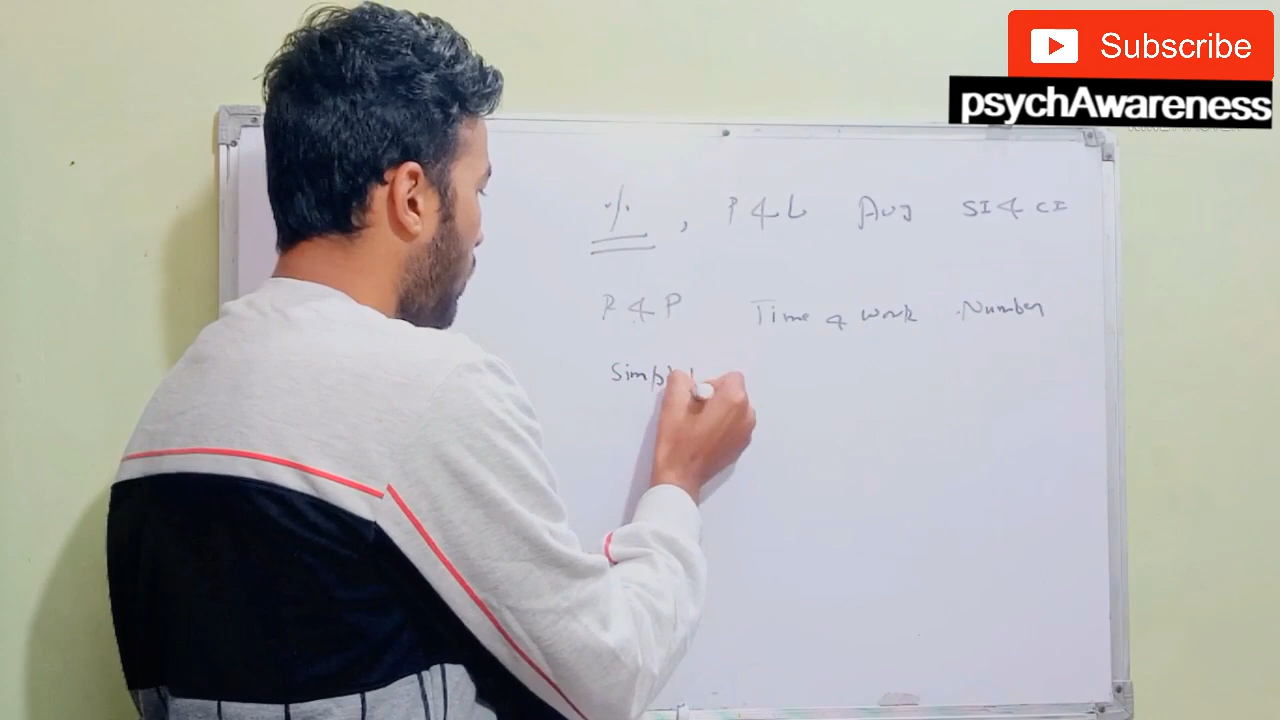 Subscribe
psychAwareness
% , P & L Avg SI & CI
R & P Time & work Number
Simpl